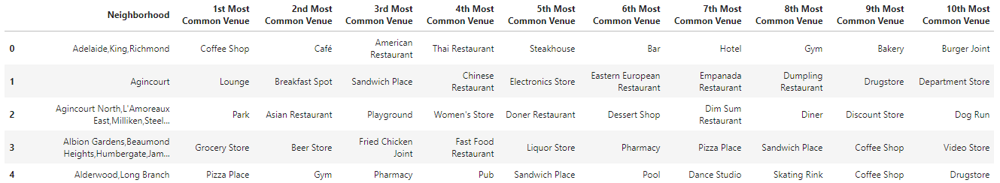 Neighborhood 1st Most Common Venue 2nd Most Common Venue 3rd Most Common Venue 4th Most Common Venue 5th Most Common Venue 6th Most Common Venue 7th Most Common Venue 8th Most Common Venue 9th Most Common Venue 10th Most Common Venue
0 Adelaide,King,Richmond Coffee Shop Café American Restaurant Thai Restaurant Steakhouse Bar Hotel Gym Bakery Burger Joint
1 Agincourt Lounge Breakfast Spot Sandwich Place Chinese Restaurant Electronics Store Eastern European Restaurant Empanada Restaurant Dumpling Restaurant Drugstore Department Store
2 Agincourt North,L'Amoreaux East,Milliken,Steel... Park Asian Restaurant Playground Women's Store Doner Restaurant Dessert Shop Dim Sum Restaurant Diner Discount Store Dog Run
3 Albion Gardens,Beaumond Heights,Humbergate,Jam... Grocery Store Beer Store Fried Chicken Joint Fast Food Restaurant Liquor Store Pharmacy Pizza Place Sandwich Place Coffee Shop Video Store
4 Alderwood,Long Branch Pizza Place Gym Pharmacy Pub Sandwich Place Pool Dance Studio Skating Rink Coffee Shop Drugstore